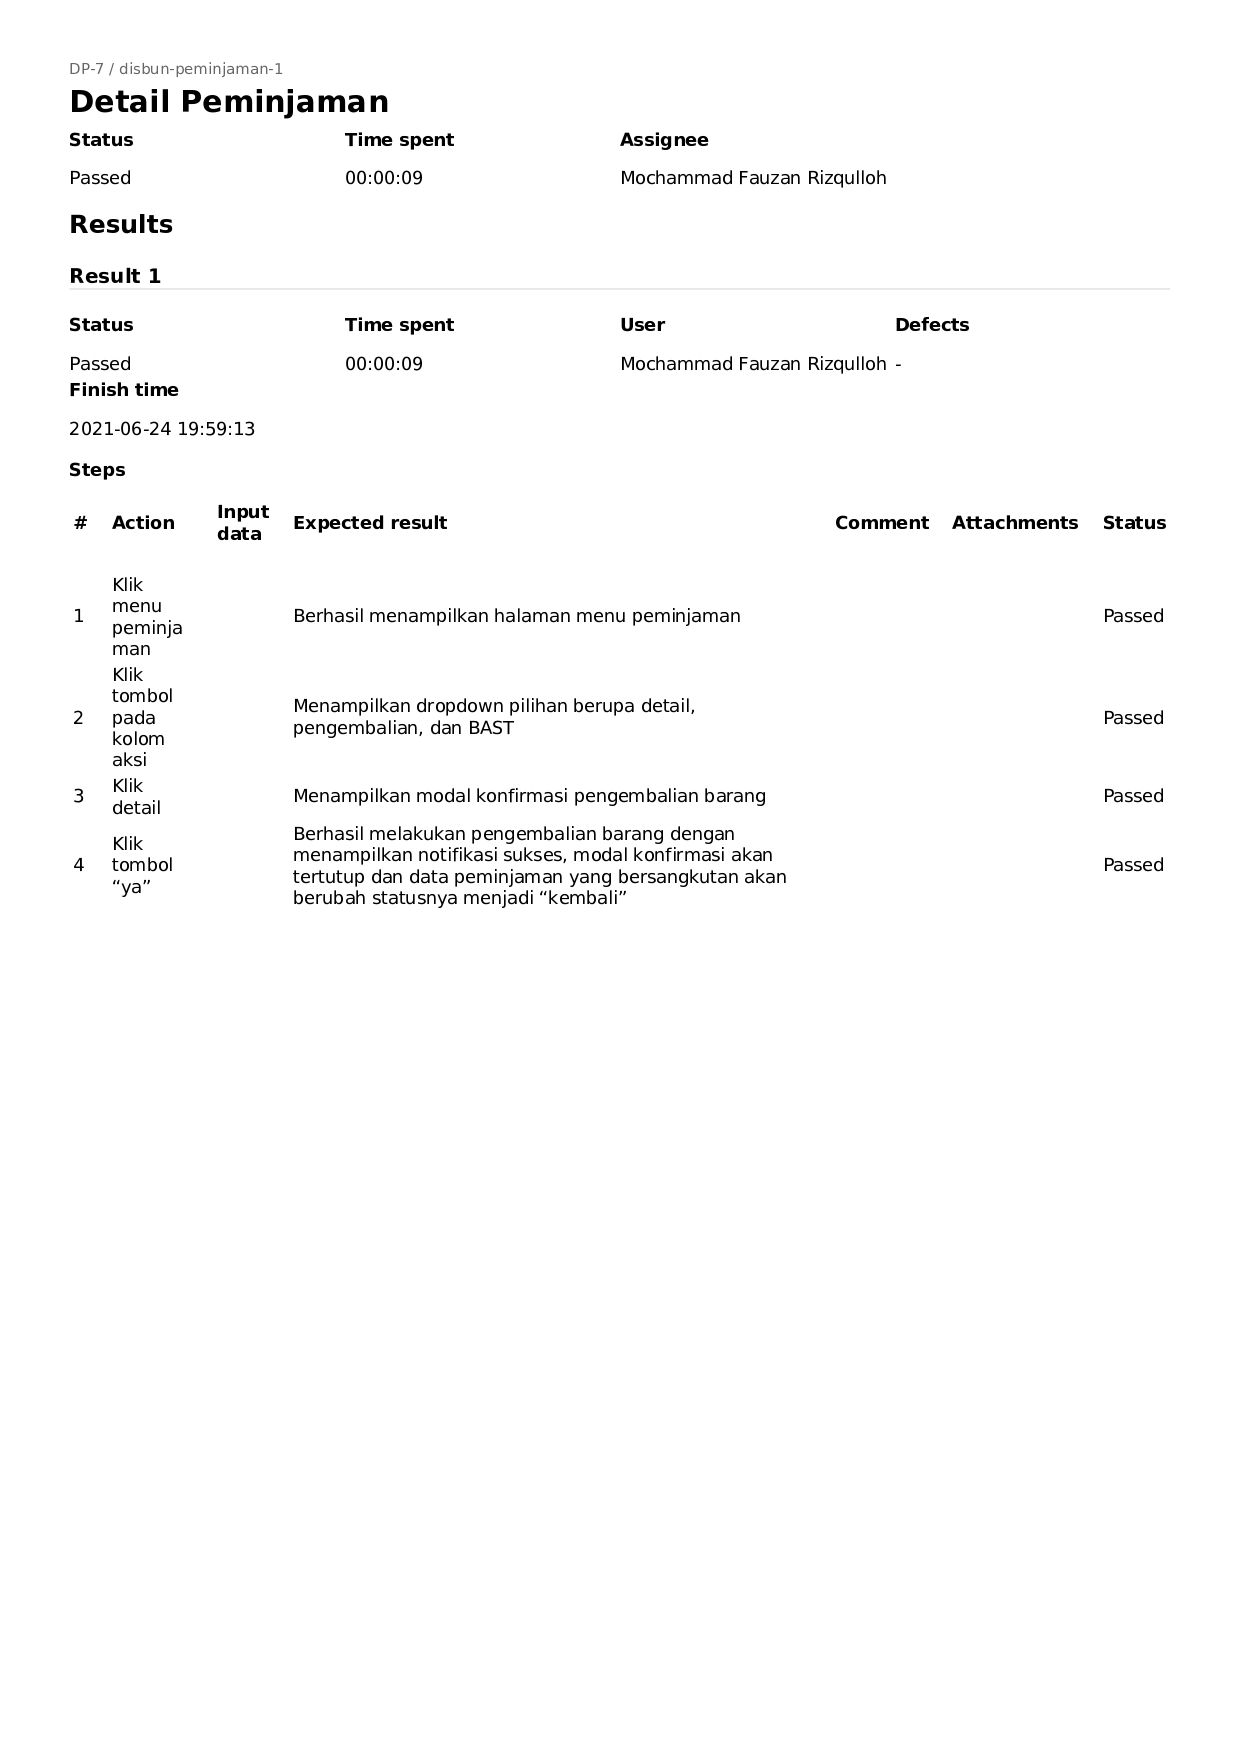 DP-7 / disbun-peminjaman-1
Detail Peminjaman
Status Time spent Assignee
Passed 00:00:09 Mochammad Fauzan Rizqulloh
Results
Result 1
Status Time spent User Defects
Passed 00:00:09 Mochammad Fauzan Rizqulloh -
Finish time
2021-06-24 19:59:13
Steps
# Action Input data Expected result Comment Attachments Status
1
Klik
menu
peminja
man
Berhasil menampilkan halaman menu peminjaman
Passed
2
Klik
tombol
pada
kolom
aksi
Menampilkan dropdown pilihan berupa detail,
pengembalian, dan BAST
Passed
3
Klik
detail
Menampilkan modal konfirmasi pengembalian barang
Passed
4
Klik
tombol
“ya”
Berhasil melakukan pengembalian barang dengan
menampilkan notifikasi sukses, modal konfirmasi akan
tertutup dan data peminjaman yang bersangkutan akan
berubah statusnya menjadi “kembali”
Passed